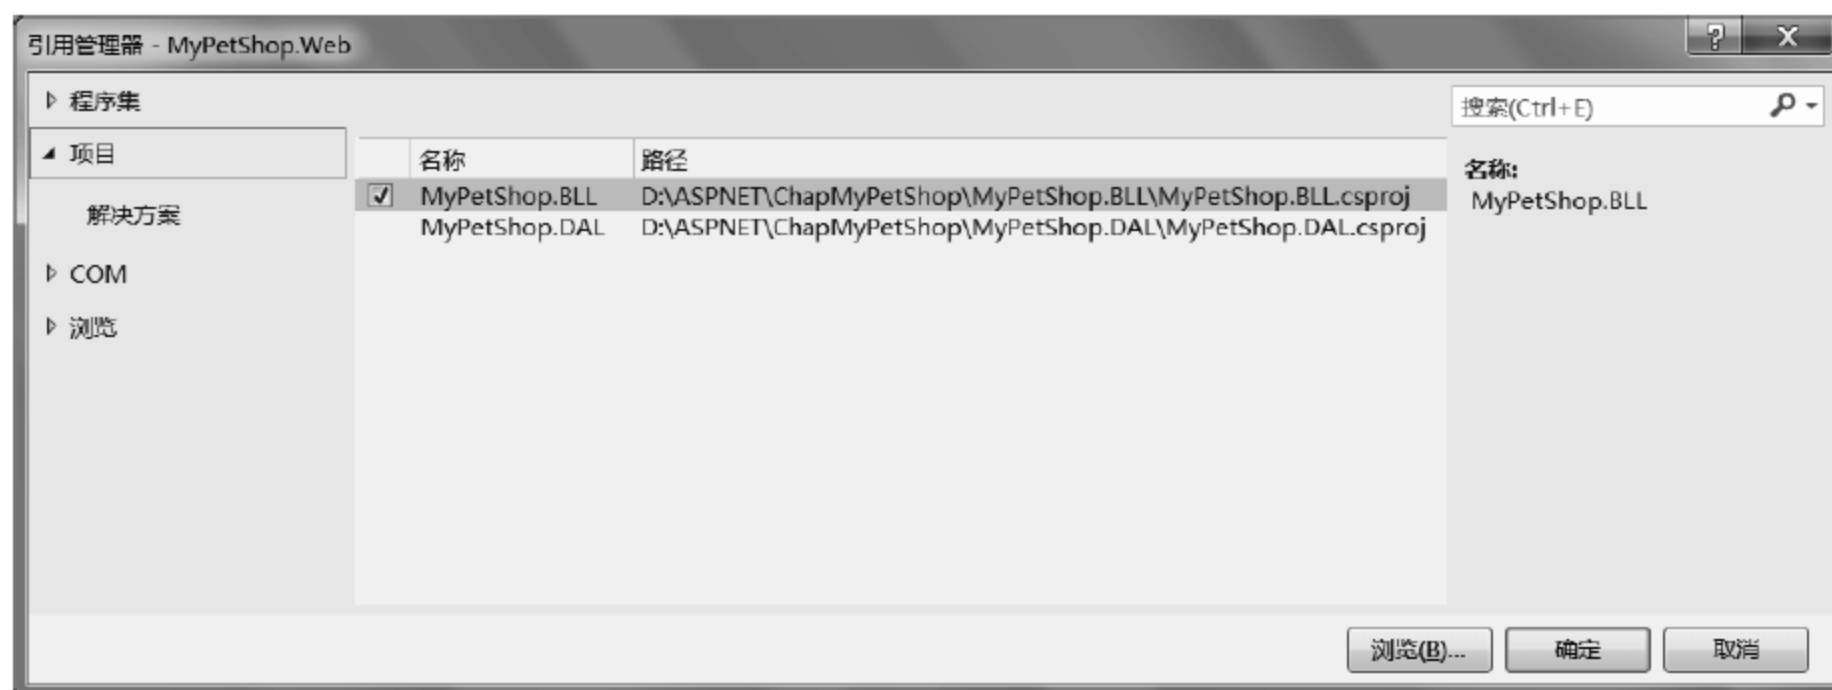 引用管理器 - MyPetShop.Web
程序集
项目
解决方案
COM
浏览
名称 路径
MyPetShop.BLL D:\ASPNET\ChapMyPetShop\MyPetShop.BLL\MyPetShop.BLL.csproj
MyPetShop.DAL D:\ASPNET\ChapMyPetShop\MyPetShop.DAL\MyPetShop.DAL.csproj
搜索(Ctrl+E)
名称:
MyPetShop.BLL
浏览(B)... 确定 取消